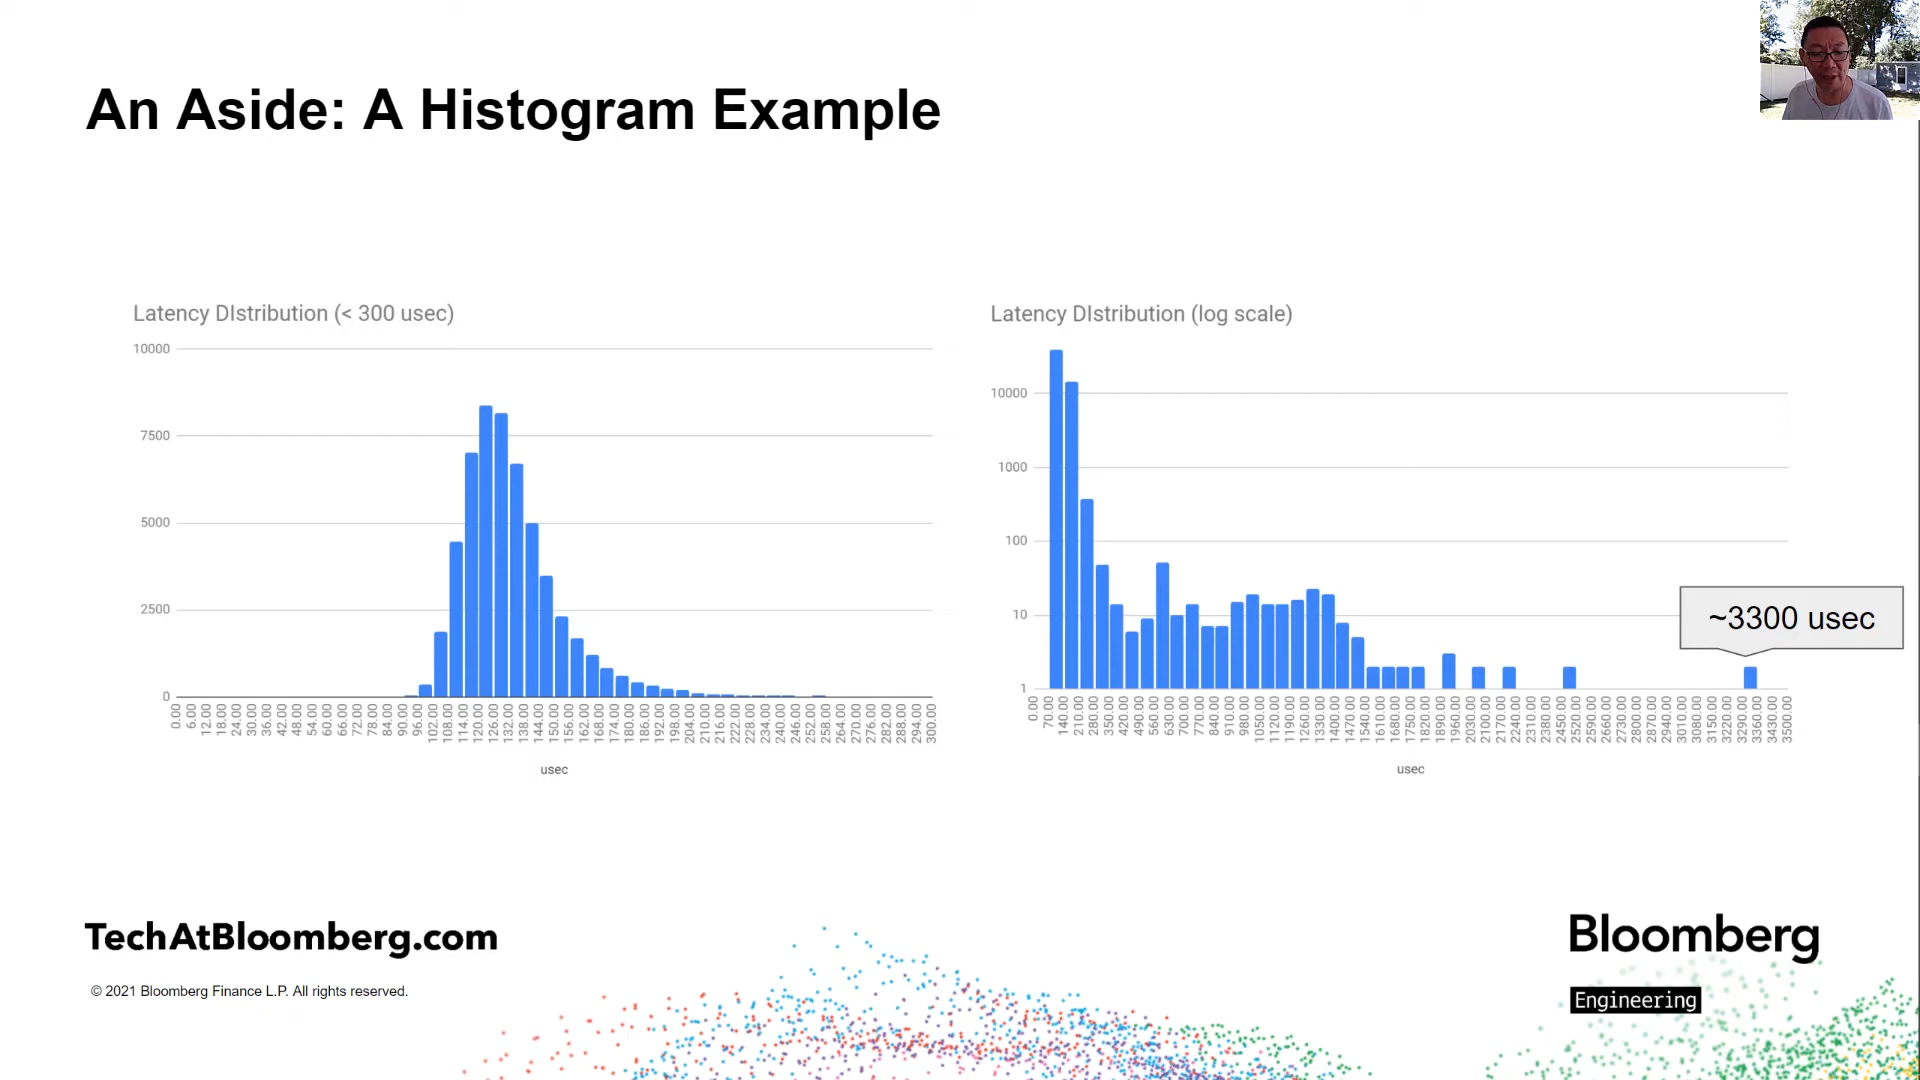 An Aside: A Histogram Example
Latency DIstribution (< 300 usec)
10000
7500
5000
2500
0
0.00 6.00 12.00 18.00 24.00 30.00 36.00 42.00 48.00 54.00 60.00 66.00 72.00 78.00 84.00 90.00 96.00 102.00 108.00 114.00 120.00 126.00 132.00 138.00 144.00 150.00 156.00 162.00 168.00 174.00 180.00 186.00 192.00 198.00 204.00 210.00 216.00 222.00 228.00 234.00 240.00 246.00 252.00 258.00 264.00 270.00 276.00 282.00 288.00 294.00 300.00
usec
Latency DIstribution (log scale)
10000
1000
100
10
1
0.00 70.00 140.00 210.00 280.00 350.00 420.00 490.00 560.00 630.00 700.00 770.00 840.00 910.00 980.00 1050.00 1120.00 1190.00 1260.00 1330.00 1400.00 1470.00 1540.00 1610.00 1680.00 1750.00 1820.00 1890.00 1960.00 2030.00 2100.00 2170.00 2240.00 2310.00 2380.00 2450.00 2520.00 2590.00 2660.00 2730.00 2800.00 2870.00 2940.00 3010.00 3080.00 3150.00 3220.00 3290.00 3360.00 3430.00 3500.00
usec
~3300 usec
TechAtBloomberg.com
© 2021 Bloomberg Finance L.P. All rights reserved.
Bloomberg
Engineering